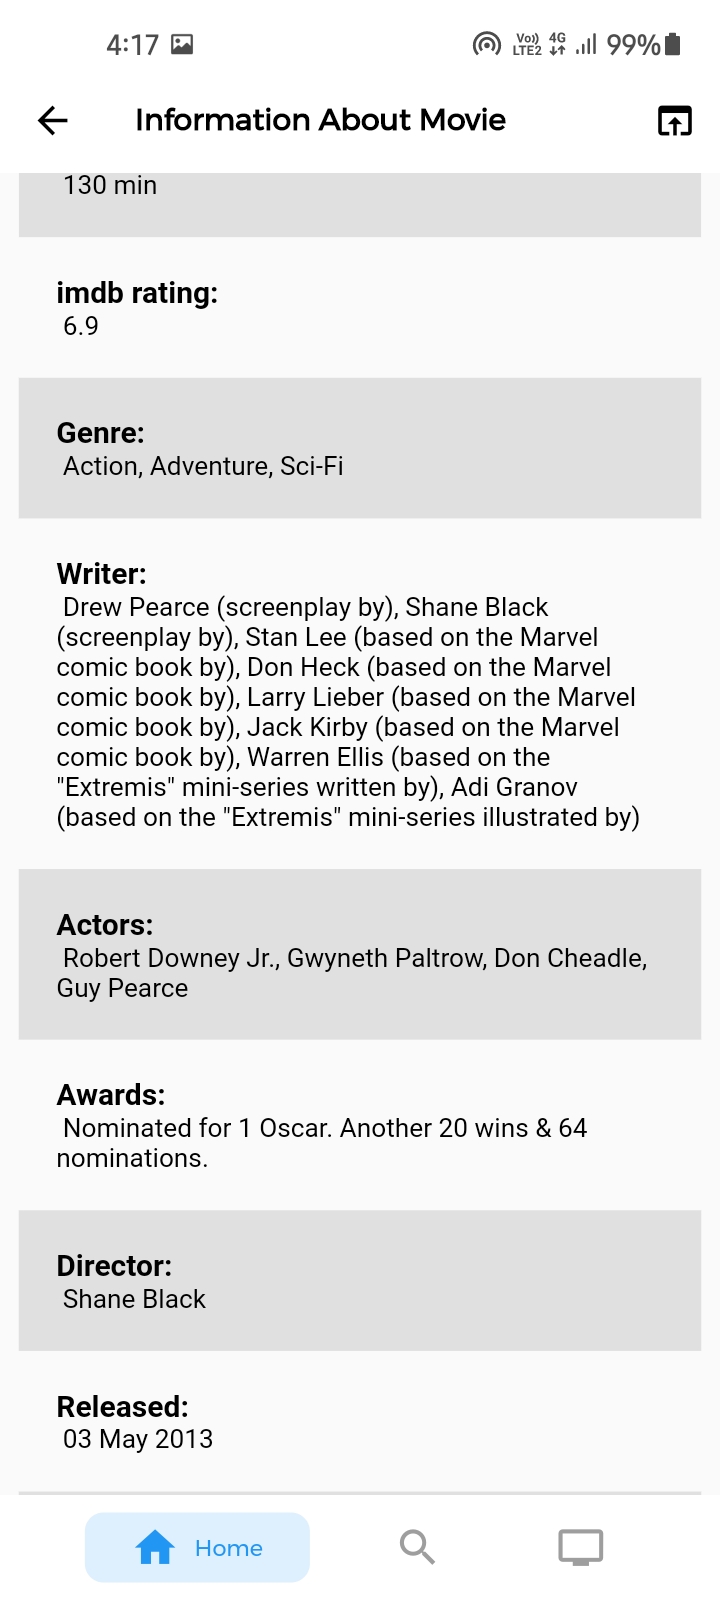 4:17
Vo)) LTE2 4G 99%
Information About Movie
130 min
imdb rating:
6.9
Genre:
Action, Adventure, Sci-Fi
Writer:
Drew Pearce (screenplay by), Shane Black
(screenplay by), Stan Lee (based on the Marvel
comic book by), Don Heck (based on the Marvel
comic book by), Larry Lieber (based on the Marvel
comic book by), Jack Kirby (based on the Marvel
comic book by), Warren Ellis (based on the
"Extremis" mini-series written by), Adi Granov
(based on the "Extremis" mini-series illustrated by)
Actors:
Robert Downey Jr., Gwyneth Paltrow, Don Cheadle,
Guy Pearce
Awards:
Nominated for 1 Oscar. Another 20 wins & 64
nominations.
Director:
Shane Black
Released:
03 May 2013
Home